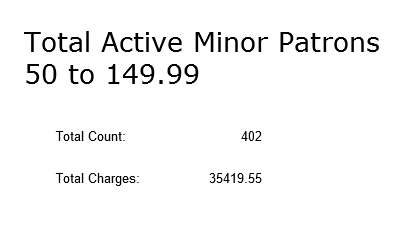 Total Active Minor Patrons
50 to 149.99
Total Count: 402
Total Charges: 35419.55